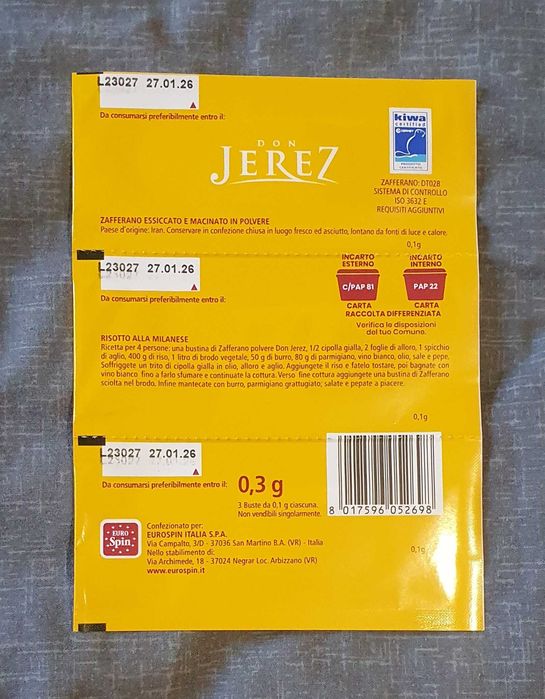 L23027 27.01.26
Da consumarsi preferibilmente entro il:
kiwa
certified
PRODOTTO
CERTIFICATO
DON
JEREZ
ZAFFERANO: DT028
SISTEMA DI CONTROLLO
ISO 3632 E
REQUISITI AGGIUNTIVI
ZAFFERANO ESSICCATO E MACINATO IN POLVERE
Paese d'origine: Iran. Conservare in confezione chiusa in luogo fresco ed asciutto, lontano da fonti di luce e calore.
0,1g
L23027 27.01.26
Da consumarsi preferibilmente entro il:
INCARTO
ESTERNO
INCARTO
INTERNO
C/PAP 81
PAP 22
CARTA
CARTA
RACCOLTA DIFFERENZIATA
Verifica le disposizioni
del tuo Comune.
RISOTTO ALLA MILANESE
Ricetta per 4 persone: una bustina di Zafferano polvere Don Jerez, 1/2 cipolla gialla, 2 foglie di alloro, 1 spicchio
di aglio, 400 g di riso, 1 litro di brodo vegetale, 50 g di burro, 80 g di parmigiano, vino bianco, olio, sale e pepe.
Soffriggete un trito di cipolla gialla in olio, alloro e aglio. Aggiungete il riso e fatelo tostare, poi bagnate con
vino bianco fino a farlo sfumare e continuate la cottura. Verso fine cottura aggiungete una bustina di Zafferano
sciolta nel brodo. Infine mantecate con burro, parmigiano grattugiato; salate e pepate a piacere.
0,1g
L23027 27.01.26
Da consumarsi preferibilmente entro il:
0,3 g
3 Buste da 0,1 g ciascuna.
Non vendibili singolarmente.
8 017596 052698
EURO
Spin
Confezionato per:
EUROSPIN ITALIA S.P.A.
Via Campalto, 3/D - 37036 San Martino B.A. (VR) - Italia
Nello stabilimento di:
Via Archimede, 18 - 37024 Negrar Loc. Arbizzano (VR)
www.eurospin.it
0,1g